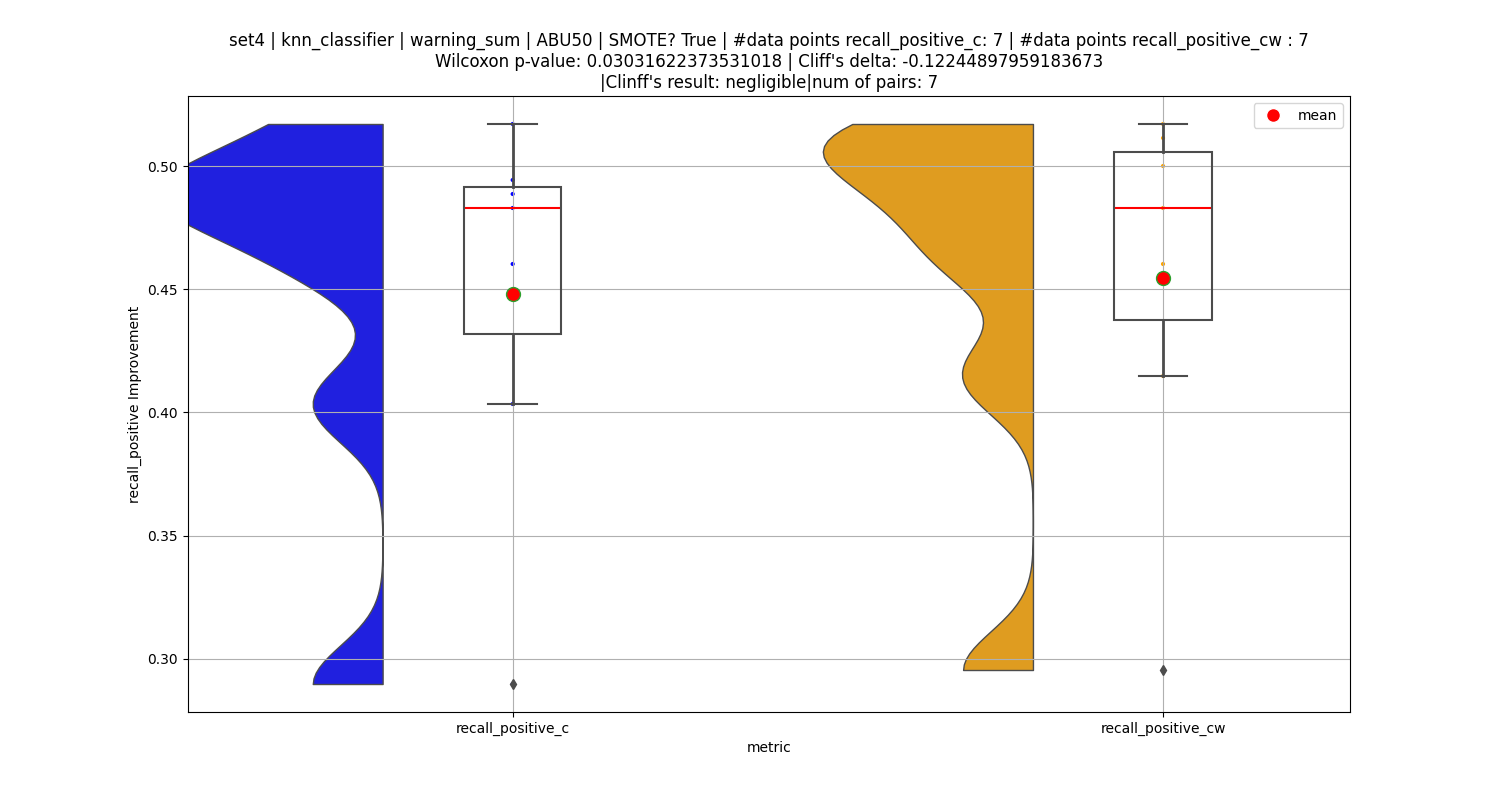 set4 | knn_classifier | warning_sum | ABU50 | SMOTE? True | #data points recall_positive_c: 7 | #data points recall_positive_cw : 7
Wilcoxon p-value: 0.03031622373531018 | Cliff's delta: -0.12244897959183673
|Clinff's result: negligible|num of pairs: 7
mean
0.50
0.45
0.40
0.35
0.30
recall_positive Improvement
recall_positive_c
recall_positive_cw
metric